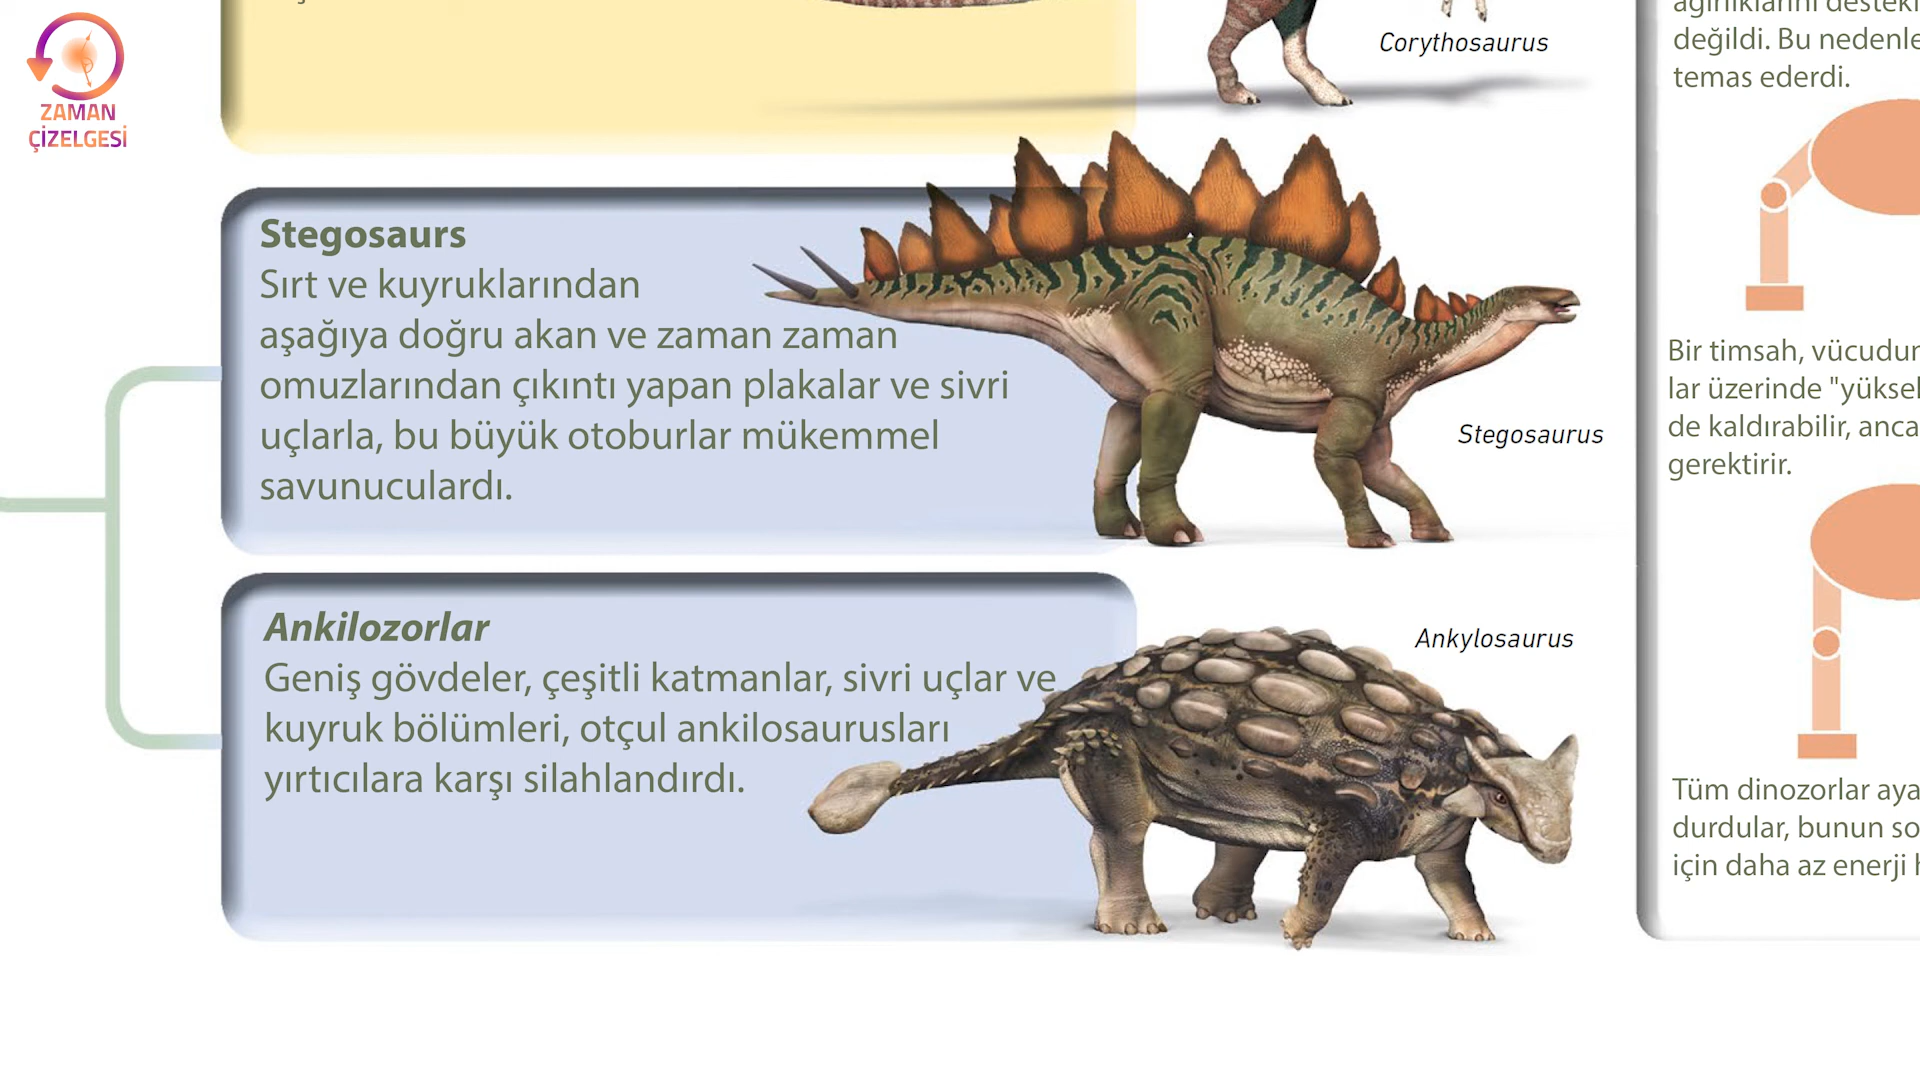 ZAMAN
ÇİZELGESİ
Corythosaurus
Stegosaurs
Sırt ve kuyruklarından
aşağıya doğru akan ve zaman zaman
omuzlarından çıkıntı yapan plakalar ve sivri
uçlarla, bu büyük otoburlar mükemmel
savunuculardı.
Stegosaurus
Ankilozorlar
Geniş gövdeler, çeşitli katmanlar, sivri uçlar ve
kuyruk bölümleri, otçul ankilosaurusları
yırtıcılara karşı silahlandırdı.
Ankylosaurus
değildi. Bu nedenle
temas ederdi.
Bir timsah, vücudun
lar üzerinde "yüksel
de kaldırabilir, anca
gerektirir.
Tüm dinozorlar aya
durdular, bunun so
için daha az enerji